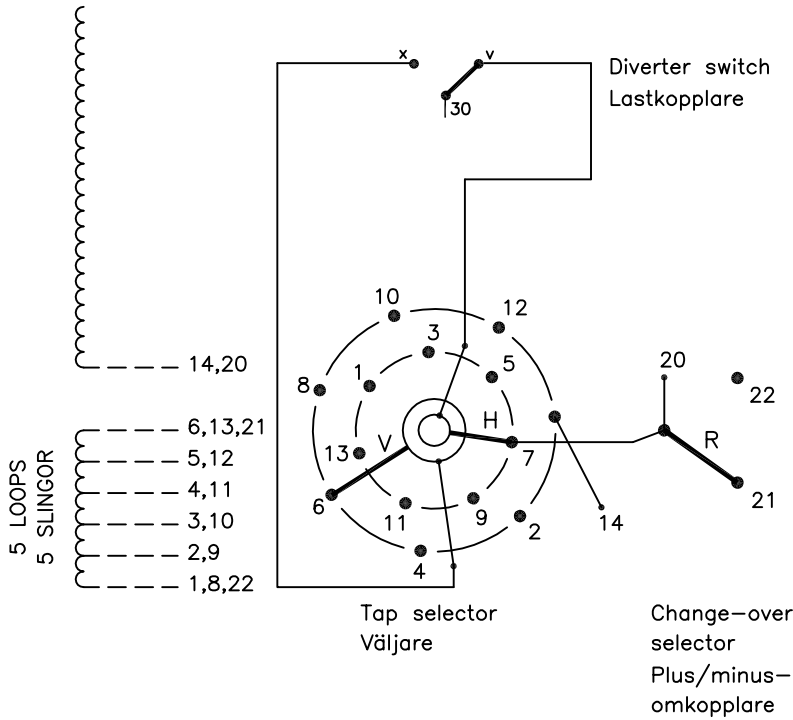 x
v
30
Diverter switch
Lastkopplare
10
12
3
5
1
8
14,20
20
22
6,13,21
H
R
V
13
7
5,12
4,11
6
21
11
9
2
14
3,10
4
2,9
1,8,22
5 LOOPS
5 SLINGOR
Tap selector
Väljare
Change-over
selector
Plus/minus-
omkopplare